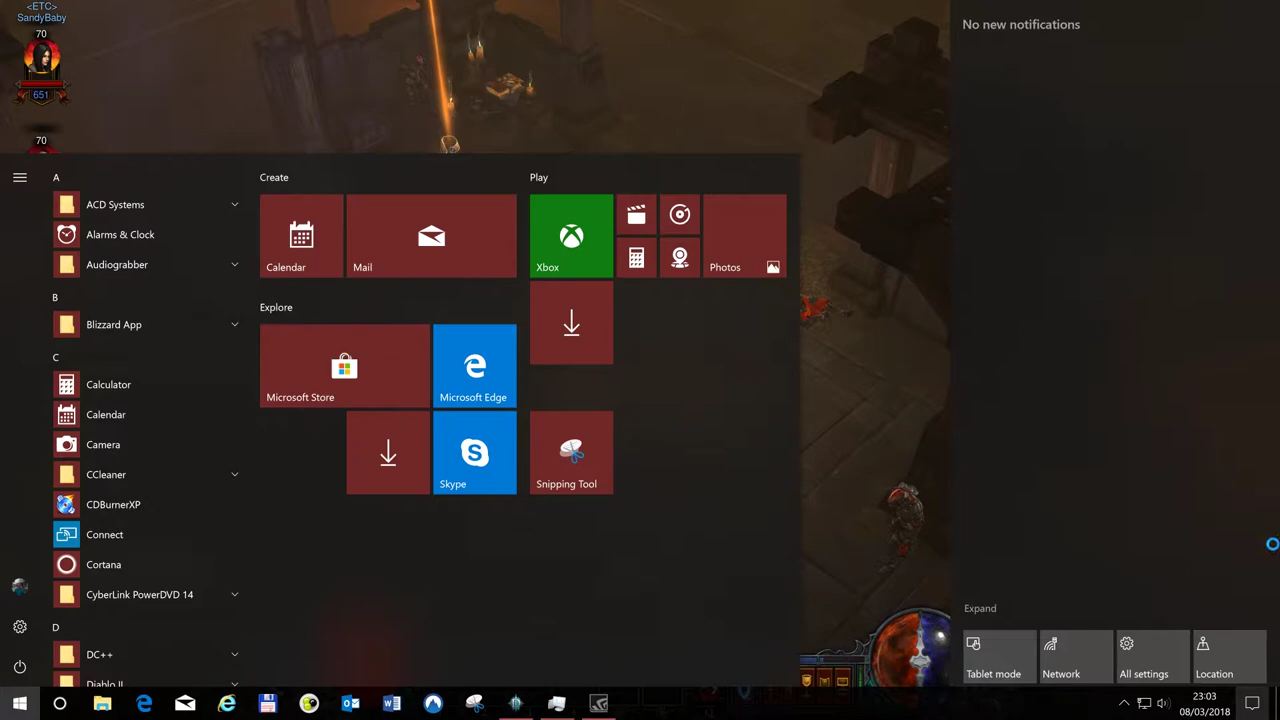 <ETC>
SandyBaby
70
651
70
No new notifications
A
ACD Systems
Alarms & Clock
Audiograbber
B
Blizzard App
C
Calculator
Calendar
Camera
CCleaner
CDBurnerXP
Connect
Cortana
CyberLink PowerDVD 14
D
DC++
Diablo II
Create
Calendar
Mail
Explore
Microsoft Store
Microsoft Edge
Skype
Play
Xbox
Photos
Snipping Tool
Expand
Tablet mode
Network
All settings
Location
23:03
08/03/2018